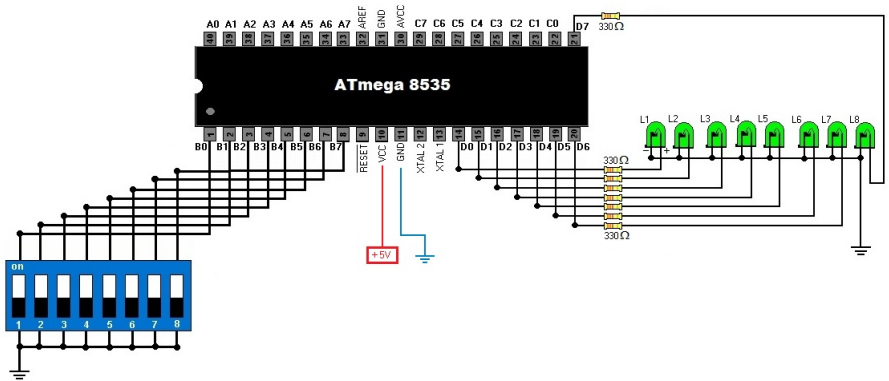 A0 A1 A2 A3 A4 A5 A6 A7 AREF GND AVCC C7 C6 C5 C4 C3 C2 C1 C0 D7
330Ω
40 39 38 37 36 35 34 33 32 31 30 29 28 27 26 25 24 23 22 21
ATmega 8535
L1 L2 L3 L4 L5 L6 L7 L8
1 2 3 4 5 6 7 8 9 10 11 12 13 14 15 16 17 18 19 20
B0 B1 B2 B3 B4 B5 B6 B7 RESET VCC GND XTAL 2 XTAL 1 D0 D1 D2 D3 D4 D5 D6
- +
330Ω
330Ω
+5V
on
1 2 3 4 5 6 7 8